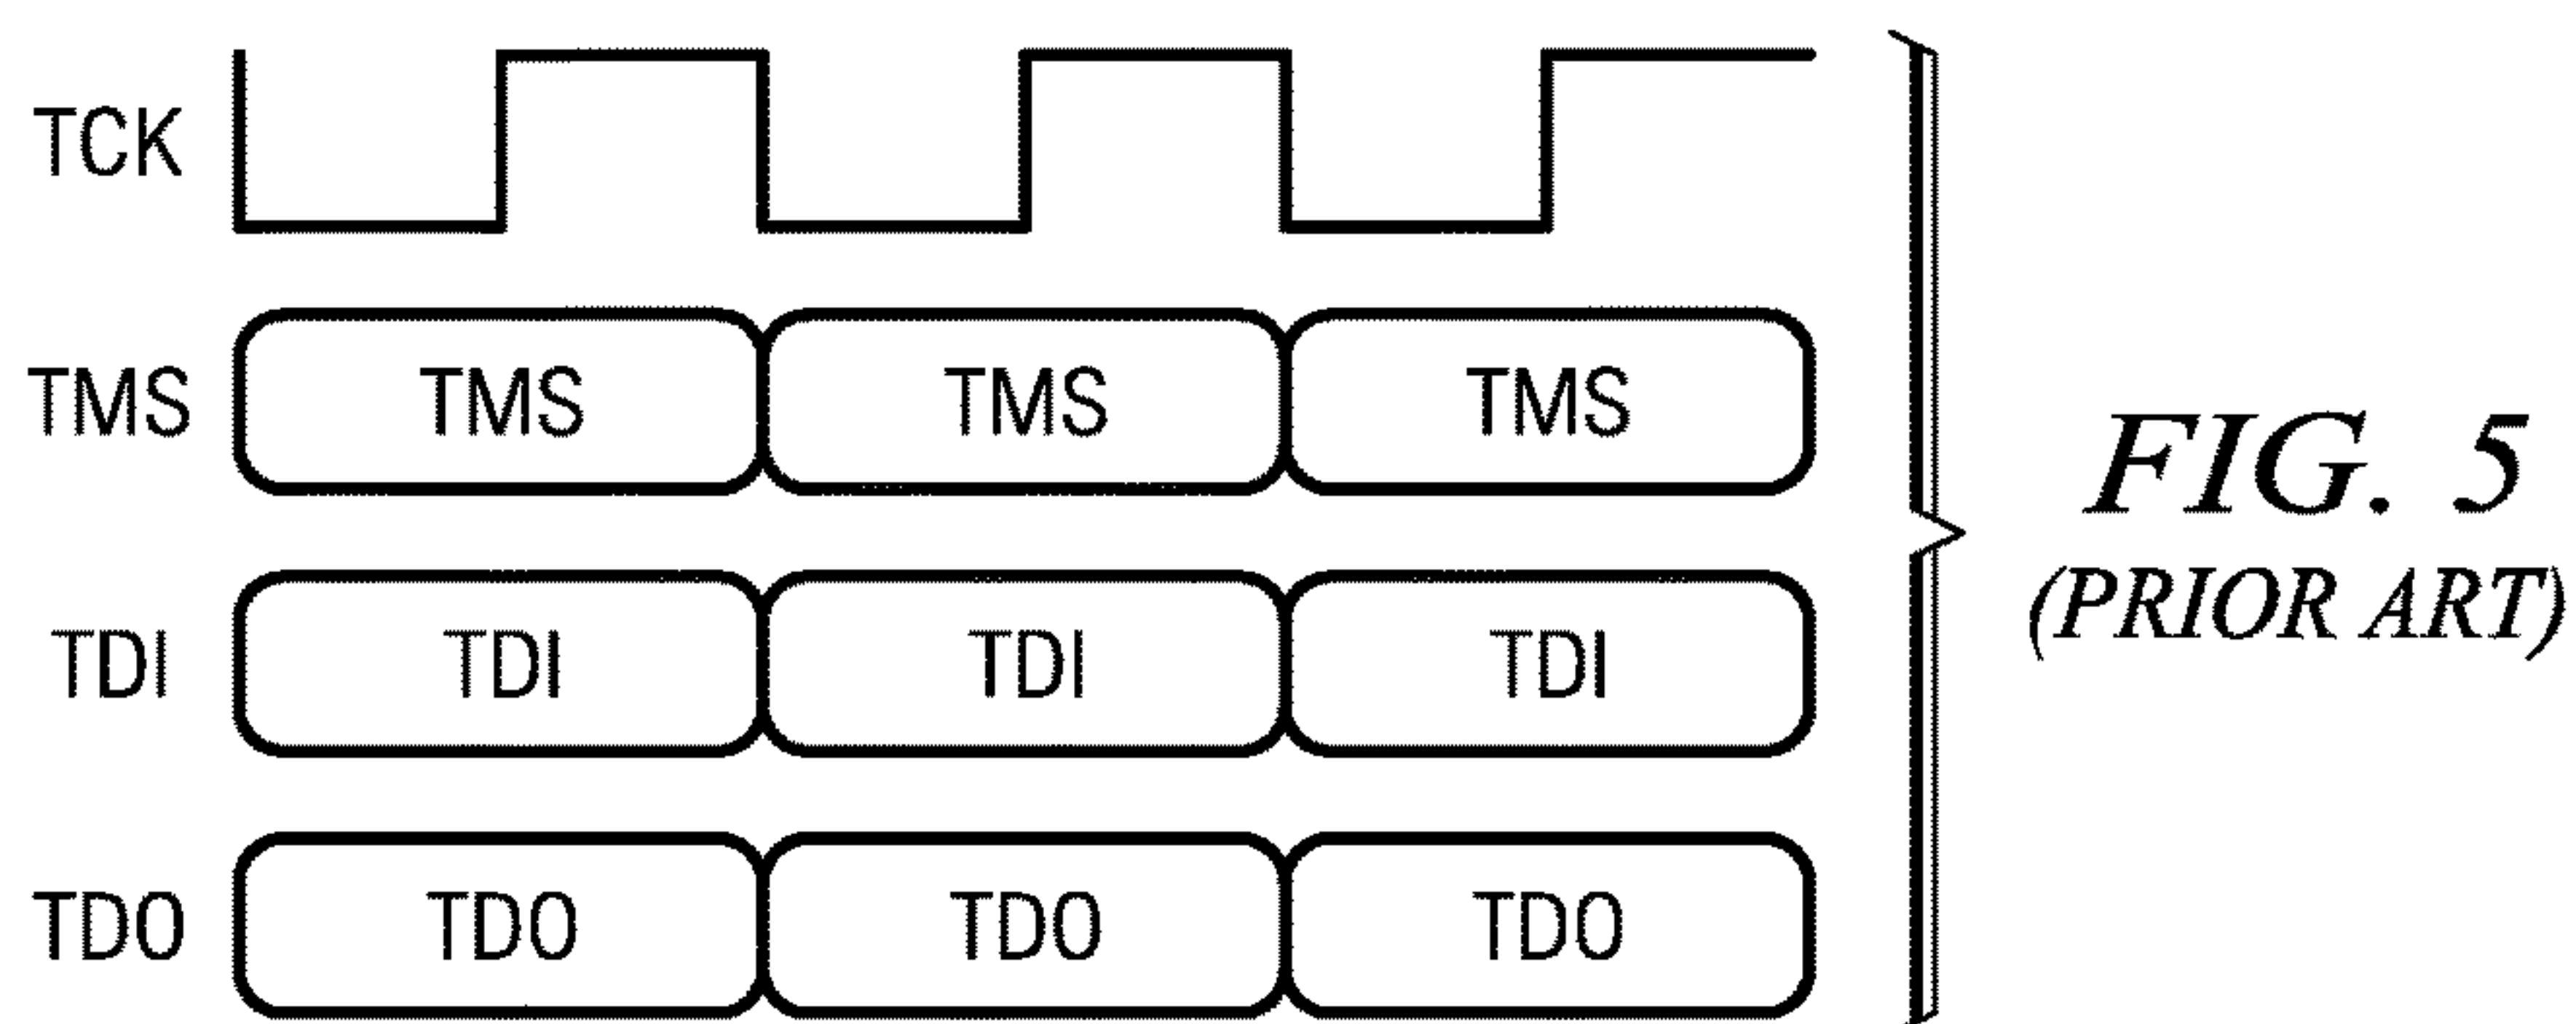 TCK
TMS TMS TMS TMS
TDI TDI TDI TDI
TDO TDO TDO TDO
FIG. 5
(PRIOR ART)